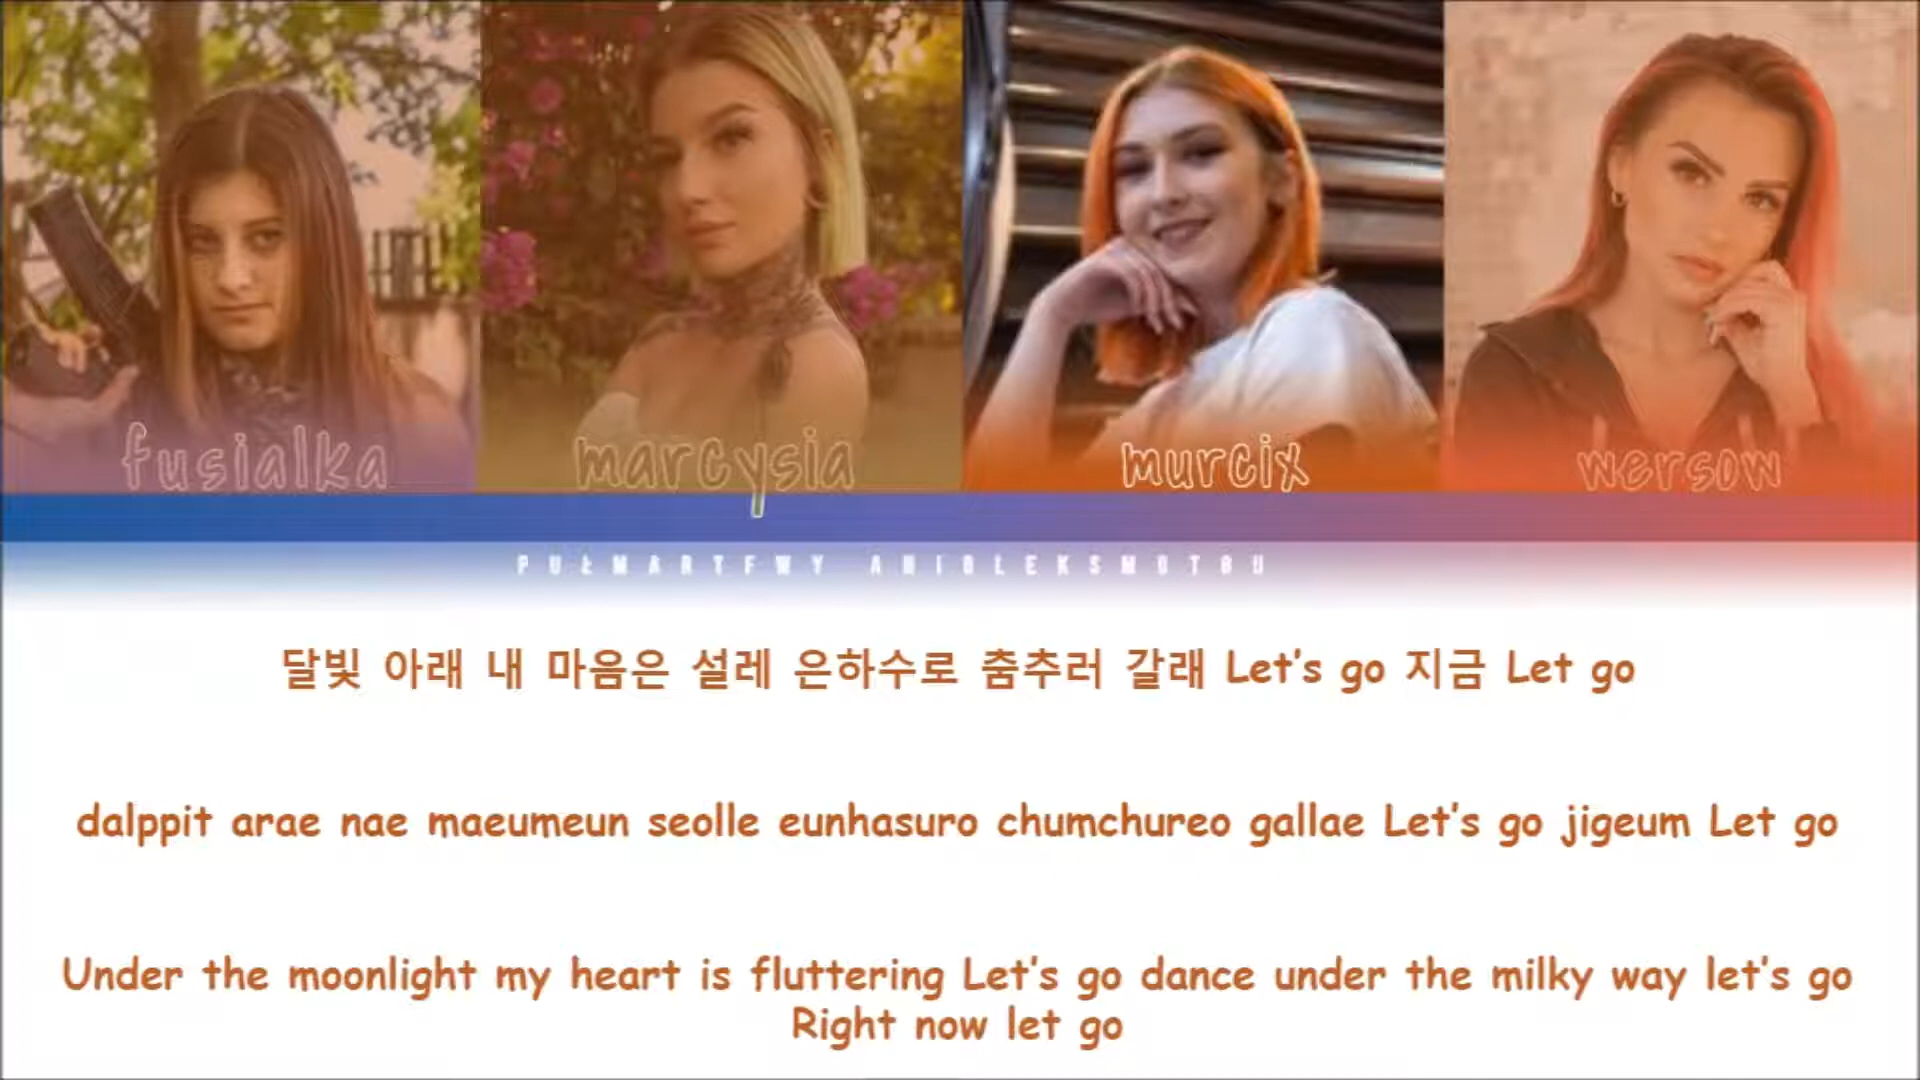 fusialka marcysia murcix wersow
PUŁMARTFWY ANIOLEKSMOTBU
달빛 아래 내 마음은 설레 은하수로 춤추러 갈래 Let's go 지금 Let go
dalppit arae nae maeumeun seolle eunhasuro chumchureo gallae Let's go jigeum Let go
Under the moonlight my heart is fluttering Let's go dance under the milky way let's go
Right now let go